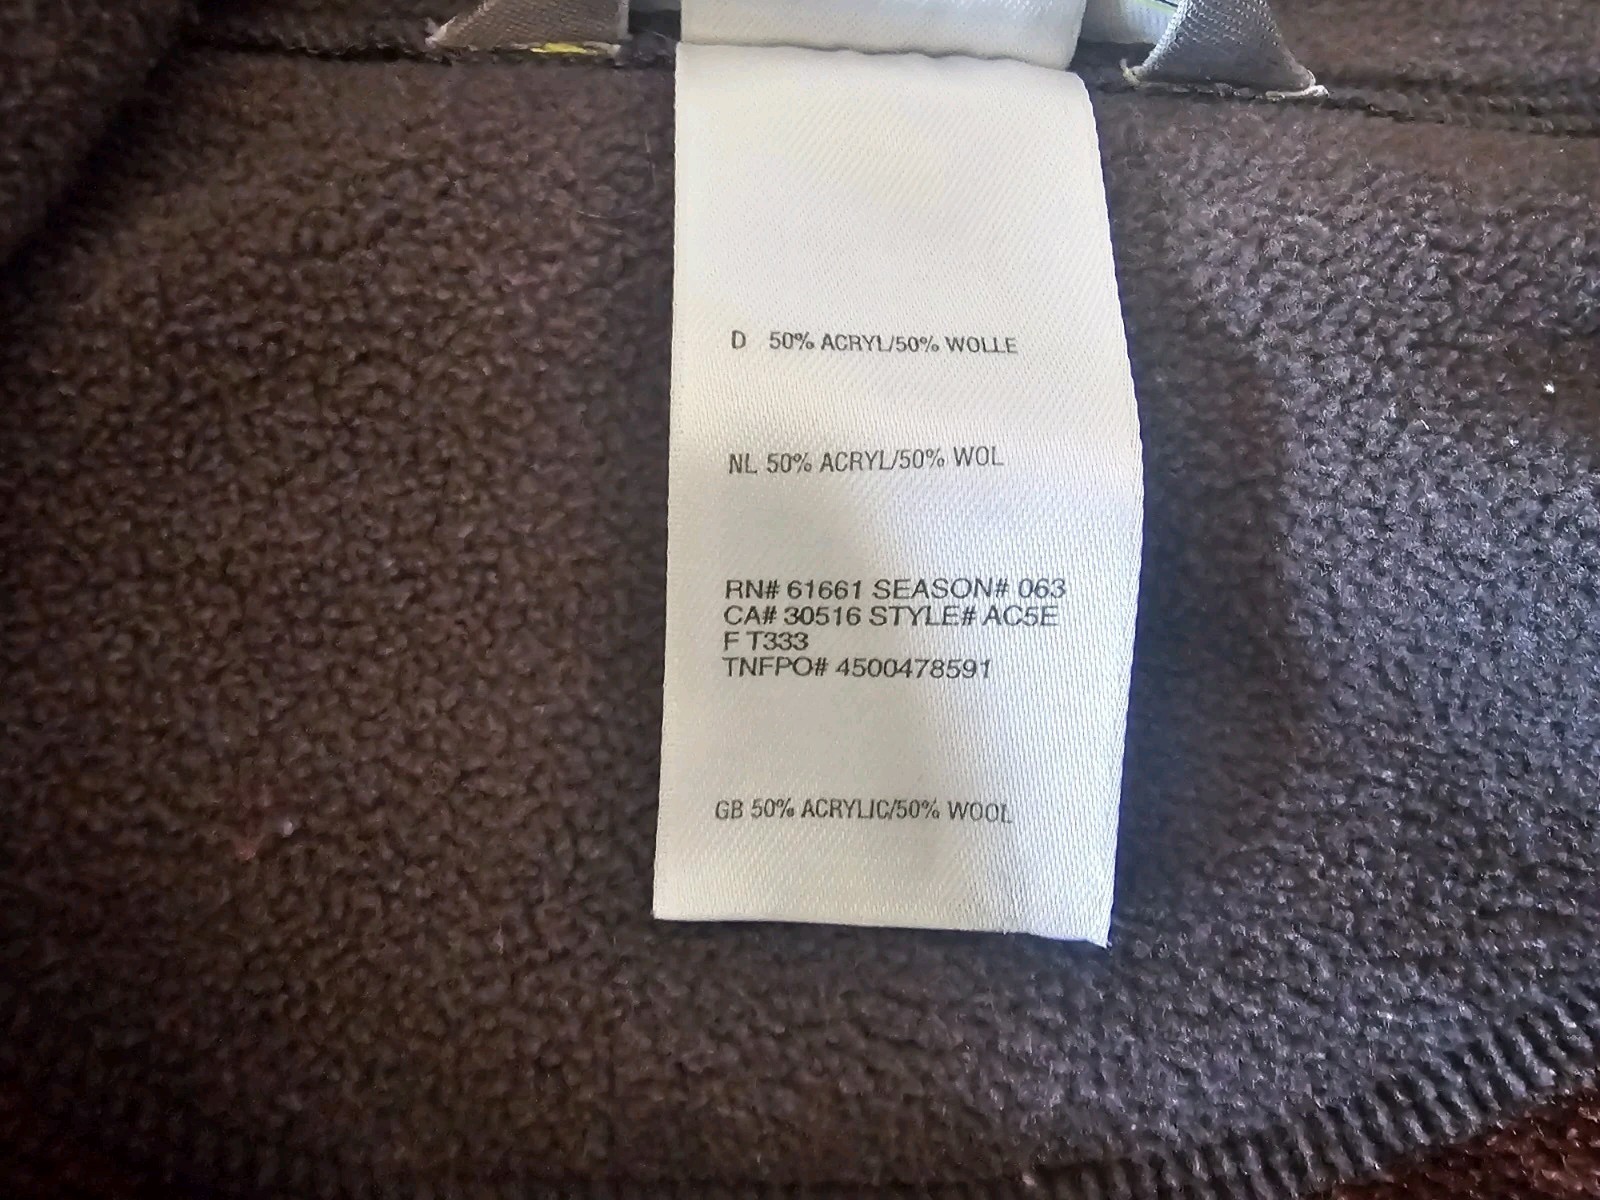 D 50% ACRYL/50% WOLLE
NL 50% ACRYL/50% WOL
RN# 61661 SEASON# 063
CA# 30516 STYLE# AC5E
F T333
TNFPO# 4500478591
GB 50% ACRYLIC/50% WOOL